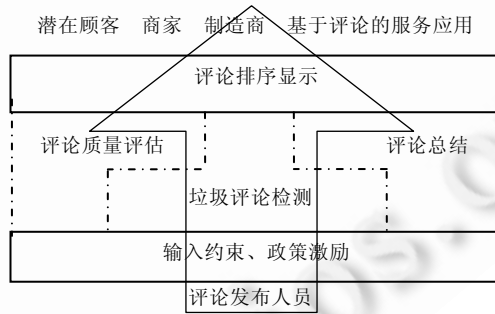 潜在顾客 商家 制造商 基于评论的服务应用
评论排序显示
评论质量评估 评论总结
垃圾评论检测
输入约束、政策激励
评论发布人员